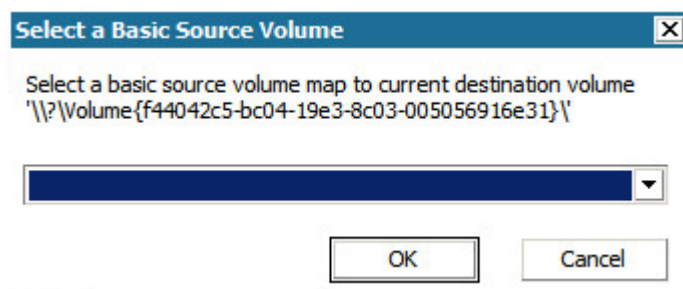 Select a Basic Source Volume
Select a basic source volume map to current destination volume
'\\?\Volume{f44042c5-bc04-19e3-8c03-005056916e31}\'
OK
Cancel